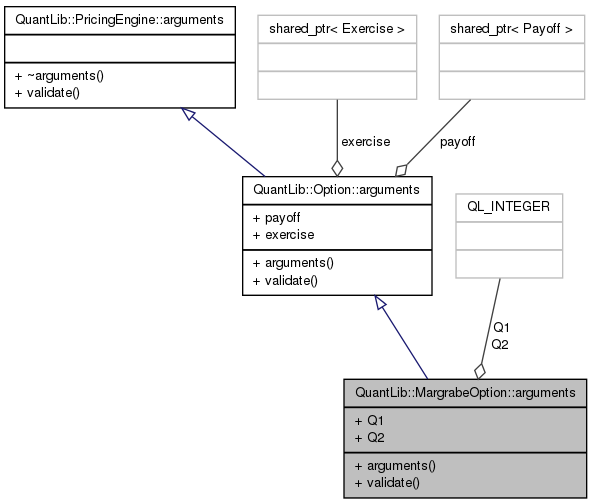 QuantLib::PricingEngine::arguments
+ ~arguments()
+ validate()
shared_ptr< Exercise >
shared_ptr< Payoff >
exercise
payoff
QuantLib::Option::arguments
+ payoff
+ exercise
+ arguments()
+ validate()
QL_INTEGER
Q1
Q2
QuantLib::MargrabeOption::arguments
+ Q1
+ Q2
+ arguments()
+ validate()